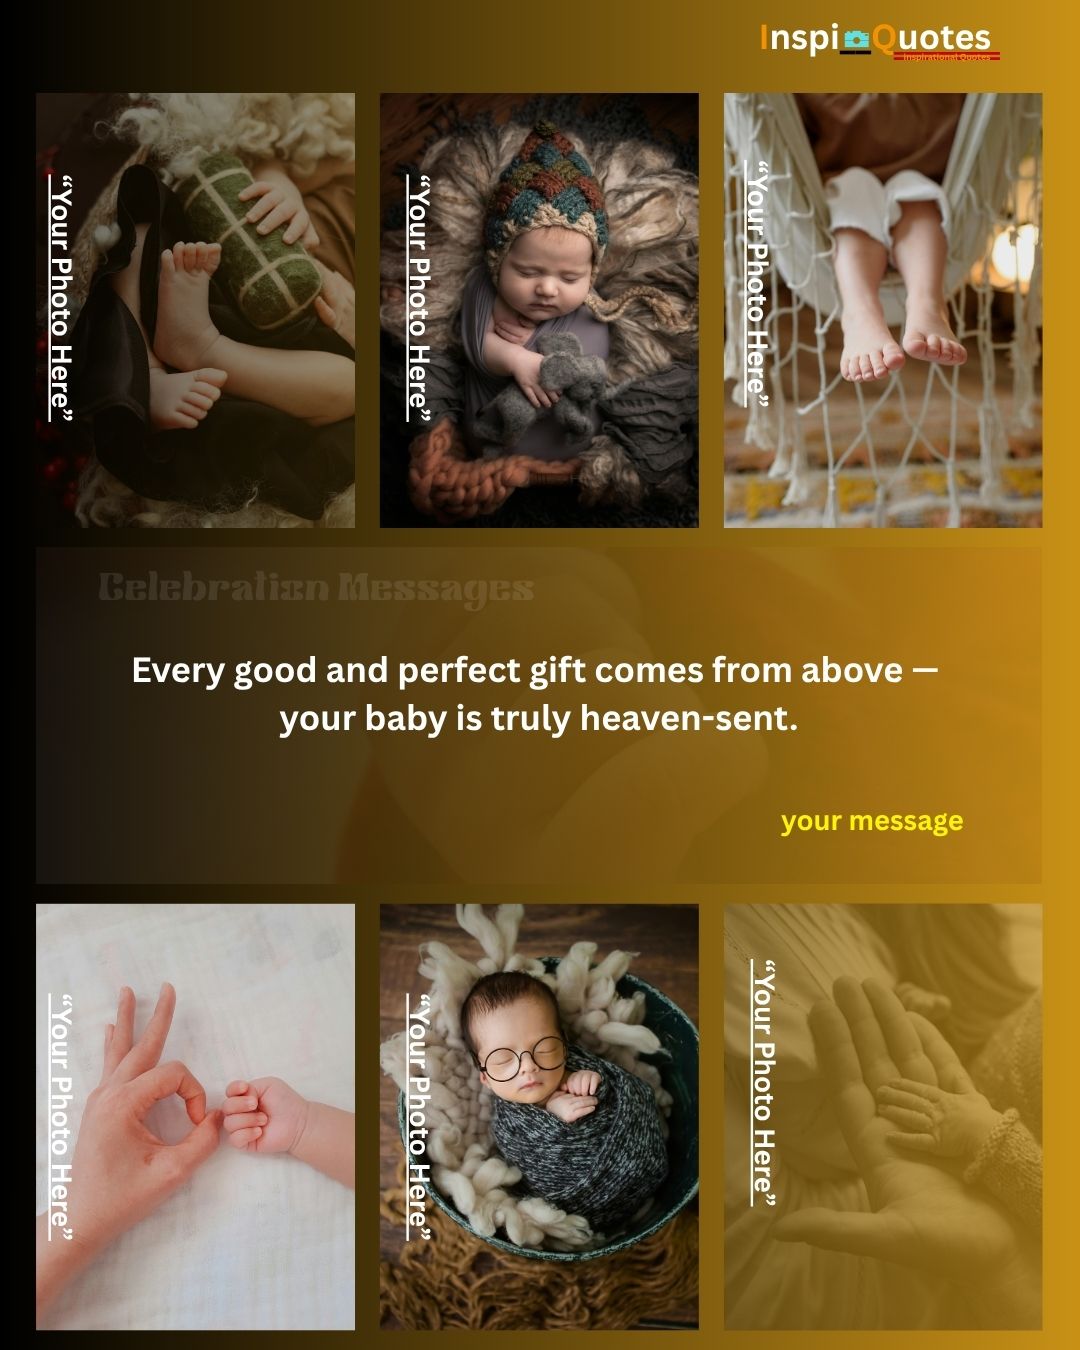 InspiQuotes
Inspirational Quotes
“Your Photo Here”
“Your Photo Here”
“Your Photo Here”
Celebration Messages
Every good and perfect gift comes from above —
your baby is truly heaven-sent.
your message
“Your Photo Here”
“Your Photo Here”
“Your Photo Here”